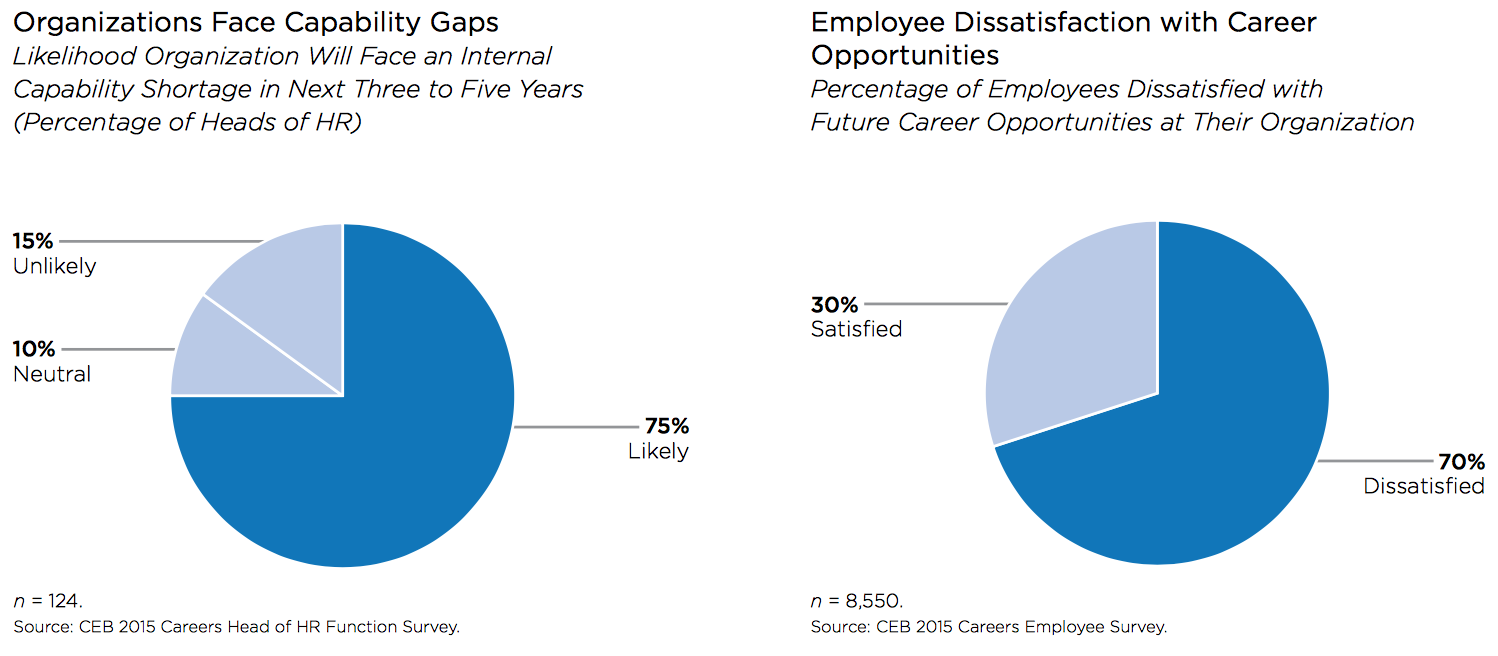 Organizations Face Capability Gaps
Likelihood Organization Will Face an Internal
Capability Shortage in Next Three to Five Years
(Percentage of Heads of HR)
15%
Unlikely
10%
Neutral
75%
Likely
n = 124.
Source: CEB 2015 Careers Head of HR Function Survey.
Employee Dissatisfaction with Career
Opportunities
Percentage of Employees Dissatisfied with
Future Career Opportunities at Their Organization
30%
Satisfied
70%
Dissatisfied
n = 8,550.
Source: CEB 2015 Careers Employee Survey.